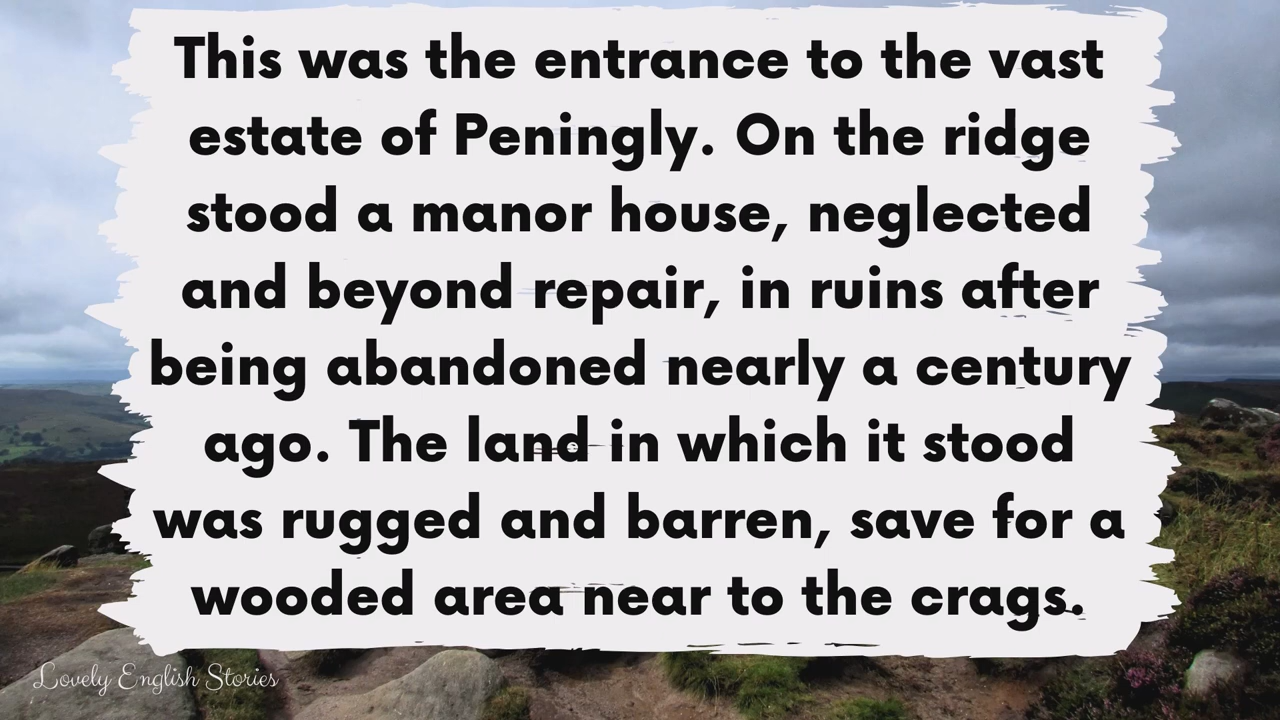 This was the entrance to the vast
estate of Peningly. On the ridge
stood a manor house, neglected
and beyond repair, in ruins after
being abandoned nearly a century
ago. The land in which it stood
was rugged and barren, save for a
wooded area near to the crags.
Lovely English Stories